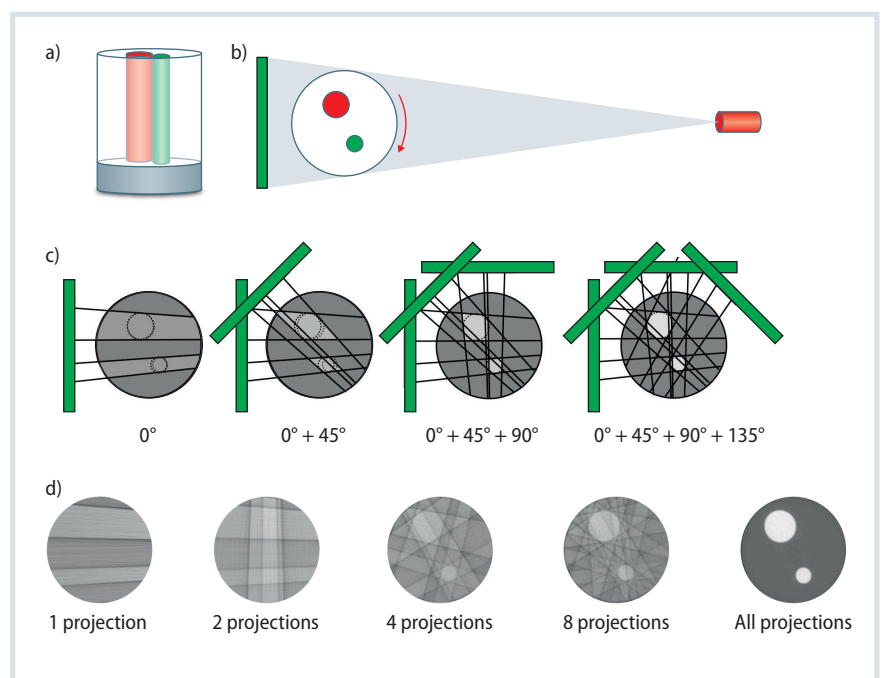 a)
b)
c)
0°
0° + 45°
0° + 45° + 90°
0° + 45° + 90° + 135°
d)
1 projection
2 projections
4 projections
8 projections
All projections